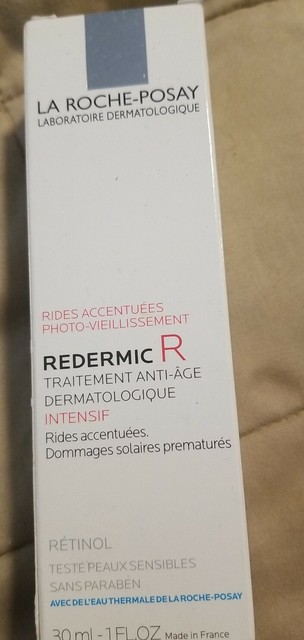 LA ROCHE-POSAY
LABORATOIRE DERMATOLOGIQUE
RIDES ACCENTUÉES
PHOTO-VIEILLISSEMENT
REDERMIC R
TRAITEMENT ANTI-ÂGE
DERMATOLOGIQUE
INTENSIF
Rides accentuées.
Dommages solaires prematurés
RÉTINOL
TESTÉ PEAUX SENSIBLES
SANS PARABEN
AVEC DE L'EAU THERMALE DE LA ROCHE-POSAY
30 ml - 1 FL.OZ Made in France